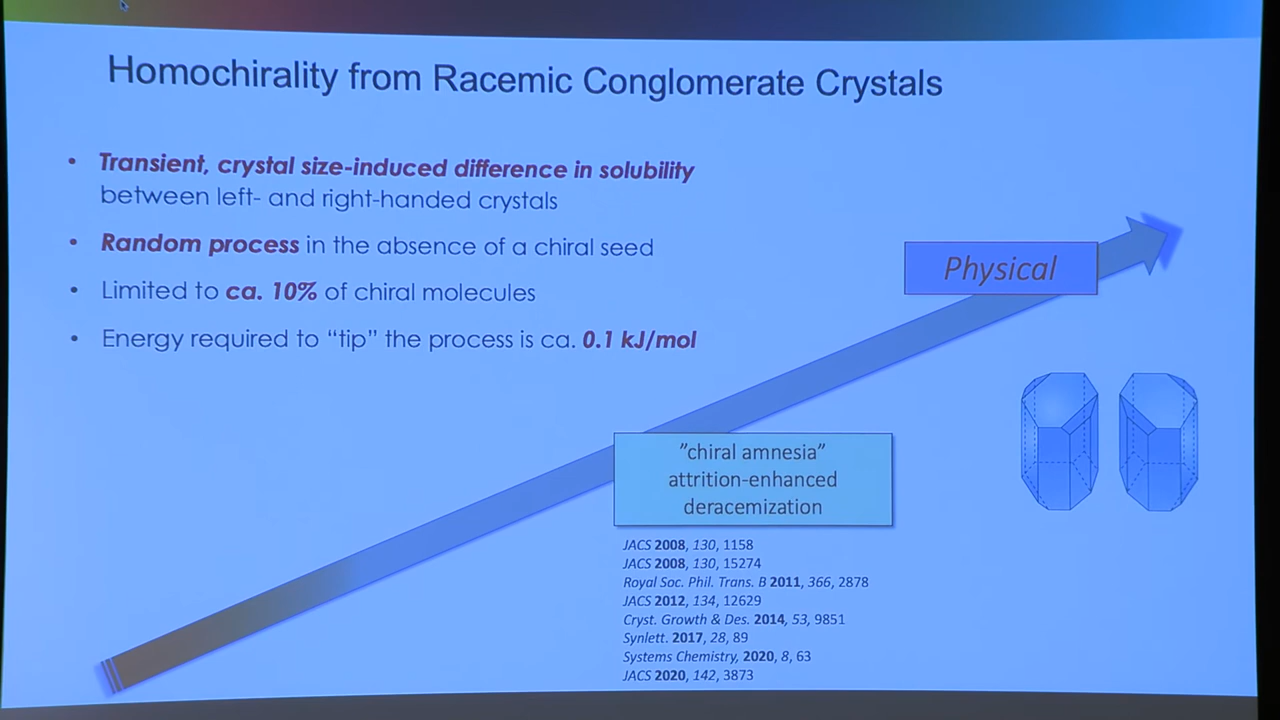 Homochirality from Racemic Conglomerate Crystals
• Transient, crystal size-induced difference in solubility
between left- and right-handed crystals
• Random process in the absence of a chiral seed
• Limited to ca. 10% of chiral molecules
• Energy required to “tip” the process is ca. 0.1 kJ/mol
Physical
”chiral amnesia”
attrition-enhanced
deracemization
JACS 2008, 130, 1158
JACS 2008, 130, 15274
Royal Soc. Phil. Trans. B 2011, 366, 2878
JACS 2012, 134, 12629
Cryst. Growth & Des. 2014, 53, 9851
Synlett. 2017, 28, 89
Systems Chemistry, 2020, 8, 63
JACS 2020, 142, 3873